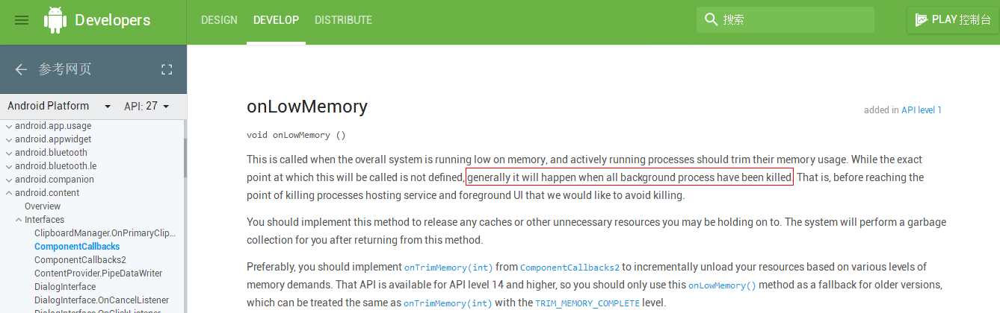 Developers
DESIGN
DEVELOP
DISTRIBUTE
搜索
PLAY 控制台
参考网页
Android Platform
API: 27
android.app.usage
android.appwidget
android.bluetooth
android.bluetooth.le
android.companion
android.content
Overview
Interfaces
ClipboardManager.OnPrimaryClip...
ComponentCallbacks
ComponentCallbacks2
ContentProvider.PipeDataWriter
DialogInterface
DialogInterface.OnCancelListener
DialogInterface.OnClickListener
onLowMemory
added in API level 1
void onLowMemory ()
This is called when the overall system is running low on memory, and actively running processes should trim their memory usage. While the exact
point at which this will be called is not defined, generally it will happen when all background process have been killed. That is, before reaching the
point of killing processes hosting service and foreground UI that we would like to avoid killing.
You should implement this method to release any caches or other unnecessary resources you may be holding on to. The system will perform a garbage
collection for you after returning from this method.
Preferably, you should implement onTrimMemory(int) from ComponentCallbacks2 to incrementally unload your resources based on various levels of
memory demands. That API is available for API level 14 and higher, so you should only use this onLowMemory() method as a fallback for older versions,
which can be treated the same as onTrimMemory(int) with the TRIM_MEMORY_COMPLETE level.